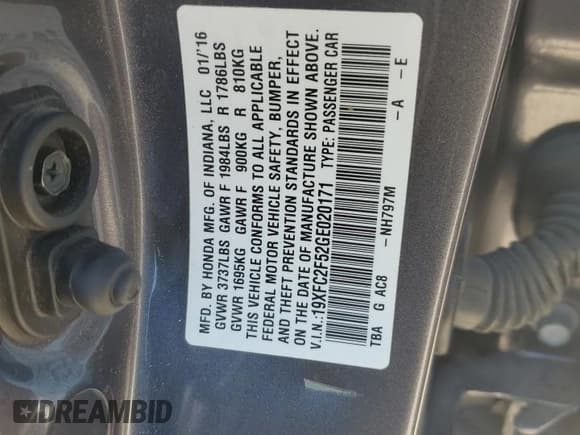 MFD. BY HONDA MFG. OF INDIANA, LLC 01/'16
GVWR 3737LBS GAWR F 1984LBS R 1786LBS
GVWR 1695KG GAWR F 900KG R 810KG
THIS VEHICLE CONFORMS TO ALL APPLICABLE
FEDERAL MOTOR VEHICLE SAFETY, BUMPER,
AND THEFT PREVENTION STANDARDS IN EFFECT
ON THE DATE OF MANUFACTURE SHOWN ABOVE.
V.I.N.:19XFC2F52GE020171 TYPE: PASSENGER CAR
TBA G AC8 -NH797M -A -E
DREAMBID